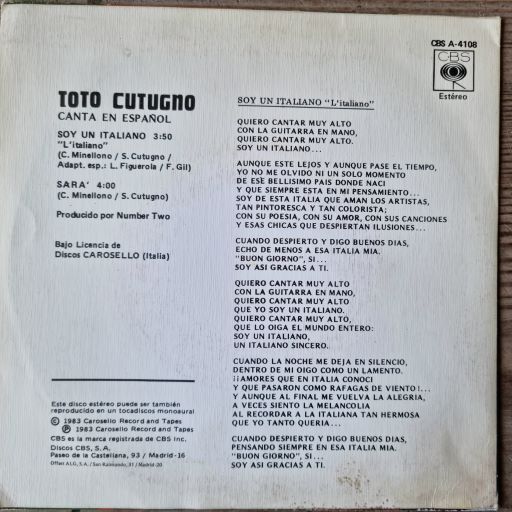 CBS A-4108
CBS
Estéreo
TOTO CUTUGNO
CANTA EN ESPAÑOL
SOY UN ITALIANO 3:50
"L'italiano"
(C. Minellono / S. Cutugno /
Adapt. esp.: L. Figuerola / F. Gil)
SARA' 4:00
(C. Minellono / S. Cutugno)
Producido por Number Two
Bajo Licencia de
Discos CAROSELLO (Italia)
Este disco estéreo puede ser también
reproducido en un tocadiscos monoaural
© 1983 Carosello Record and Tapes
℗ 1983 Carosello Record and Tapes
CBS es la marca registrada de CBS Inc.
Discos CBS, S.A.
Paseo de la Castellana, 93 / Madrid-16
Offset A.I.G., S.A. / San Raimundo, 31 / Madrid-20
SOY UN ITALIANO "L'italiano"
QUIERO CANTAR MUY ALTO
CON LA GUITARRA EN MANO,
QUIERO CANTAR MUY ALTO.
SOY UN ITALIANO...
AUNQUE ESTE LEJOS Y AUNQUE PASE EL TIEMPO,
YO NO ME OLVIDO NI UN SOLO MOMENTO
DE ESE BELLISIMO PAIS DONDE NACI
Y QUE SIEMPRE ESTA EN MI PENSAMIENTO...
SOY DE ESTA ITALIA QUE AMAN LOS ARTISTAS,
TAN PINTORESCA Y TAN COLORISTA;
CON SU POESIA, CON SU AMOR, CON SUS CANCIONES
Y ESAS CHICAS QUE DESPIERTAN ILUSIONES...
CUANDO DESPIERTO Y DIGO BUENOS DIAS,
ECHO DE MENOS A ESA ITALIA MIA.
"BUON GIORNO", SI...
SOY ASI GRACIAS A TI.
QUIERO CANTAR MUY ALTO
CON LA GUITARRA EN MANO,
QUIERO CANTAR MUY ALTO
QUE YO SOY UN ITALIANO.
QUIERO CANTAR MUY ALTO,
QUE LO OIGA EL MUNDO ENTERO:
SOY UN ITALIANO,
UN ITALIANO SINCERO.
CUANDO LA NOCHE ME DEJA EN SILENCIO,
DENTRO DE MI OIGO COMO UN LAMENTO.
¡¡AMORES QUE EN ITALIA CONOCI
Y QUE PASARON COMO RAFAGAS DE VIENTO!...
Y AUNQUE AL FINAL ME VUELVA LA ALEGRIA,
A VECES SIENTO LA MELANCOLIA
AL RECORDAR A LA ITALIANA TAN HERMOSA
QUE YO TANTO QUERIA...
CUANDO DESPIERTO Y DIGO BUENOS DIAS,
PENSANDO SIEMPRE EN ESA ITALIA MIA.
"BUON GIORNO", SI...
SOY ASI GRACIAS A TI.